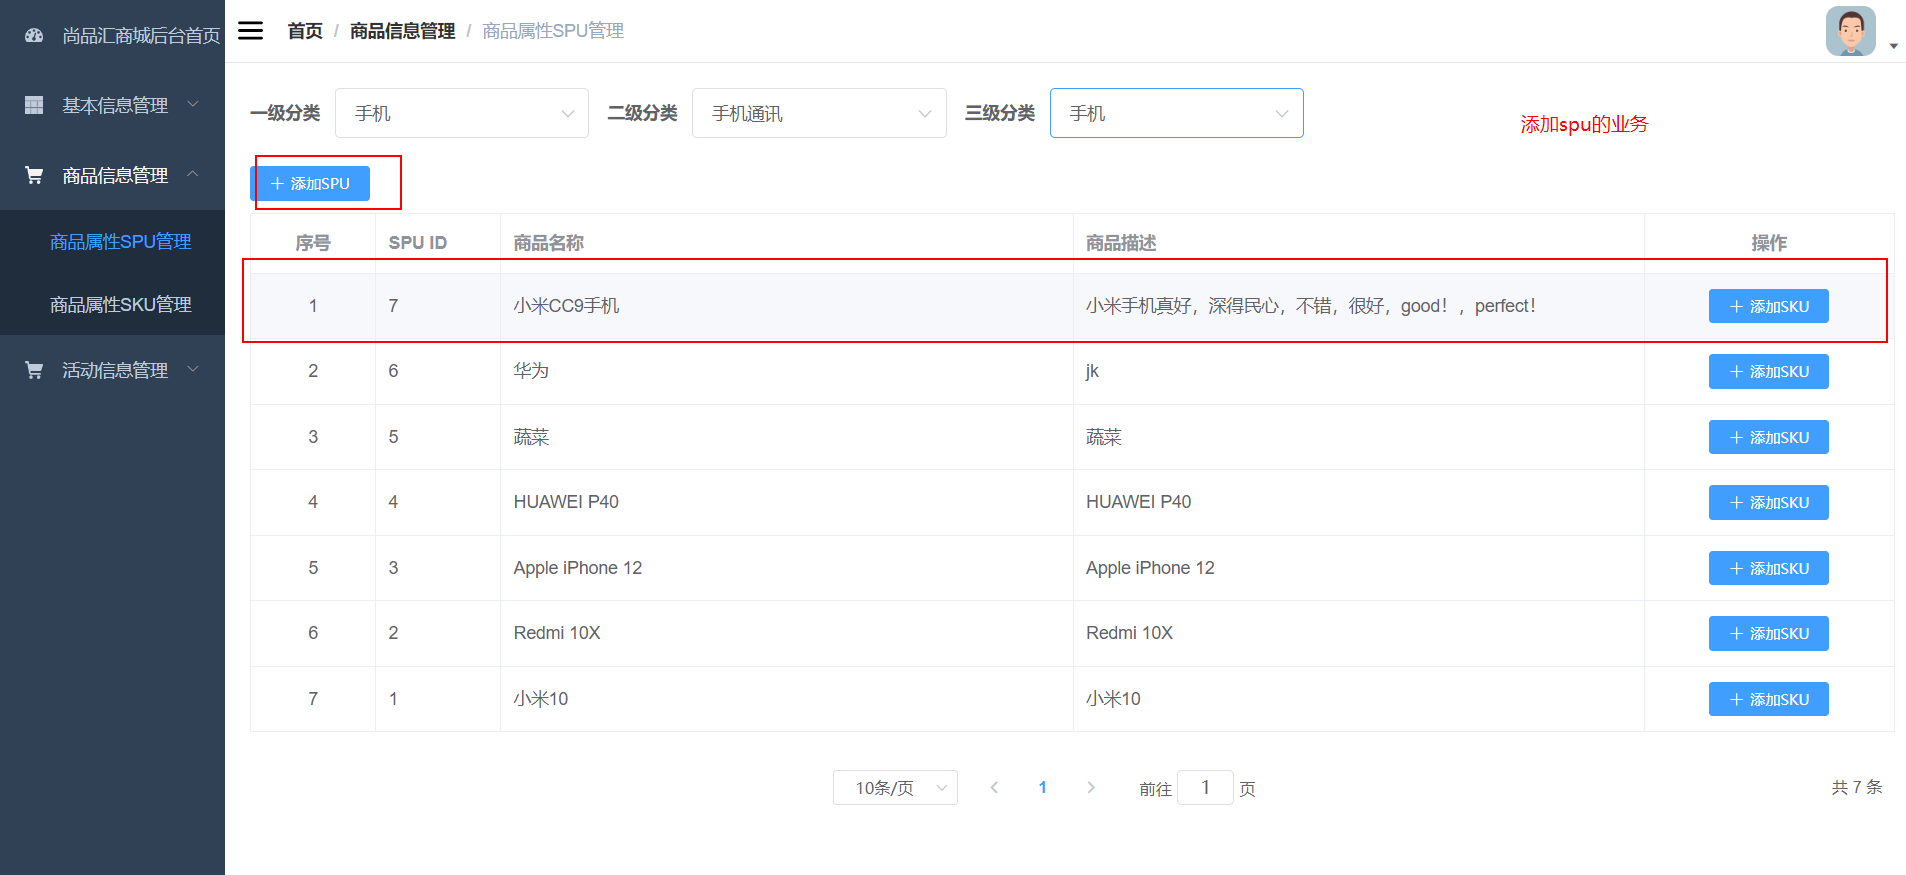 尚品汇商城后台首页
基本信息管理
商品信息管理
商品属性SPU管理
商品属性SKU管理
活动信息管理
首页 / 商品信息管理 / 商品属性SPU管理
一级分类 手机 二级分类 手机通讯 三级分类 手机
添加spu的业务
添加SPU
序号 SPU ID 商品名称 商品描述 操作
1 7 小米CC9手机 小米手机真好，深得民心，不错，很好，good！，perfect！ 添加SKU
2 6 华为 jk 添加SKU
3 5 蔬菜 蔬菜 添加SKU
4 4 HUAWEI P40 HUAWEI P40 添加SKU
5 3 Apple iPhone 12 Apple iPhone 12 添加SKU
6 2 Redmi 10X Redmi 10X 添加SKU
7 1 小米10 小米10 添加SKU
10条/页 1 前往 1 页 共 7 条